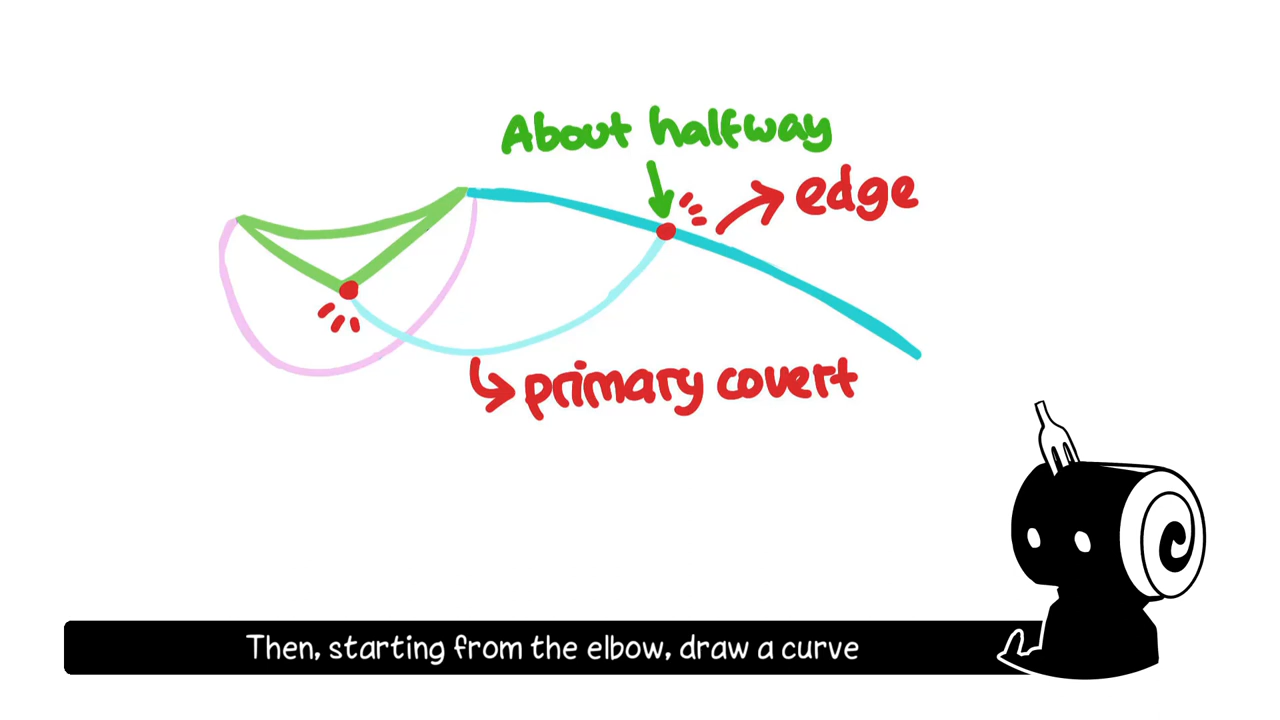 About halfway
edge
primary covert
Then, starting from the elbow, draw a curve